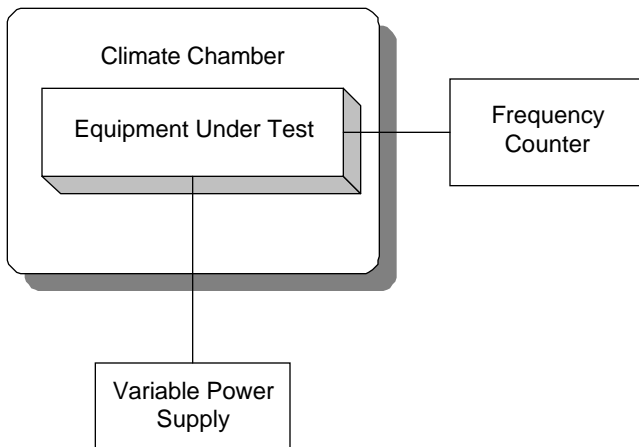 Climate Chamber
Equipment Under Test
Frequency
Counter
Variable Power
Supply